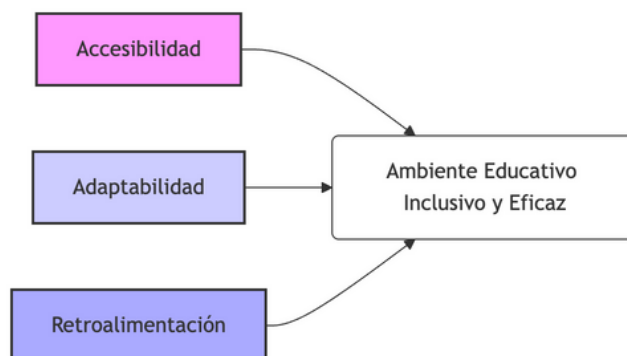 Accesibilidad
Adaptabilidad
Ambiente Educativo
Inclusivo y Eficaz
Retroalimentación